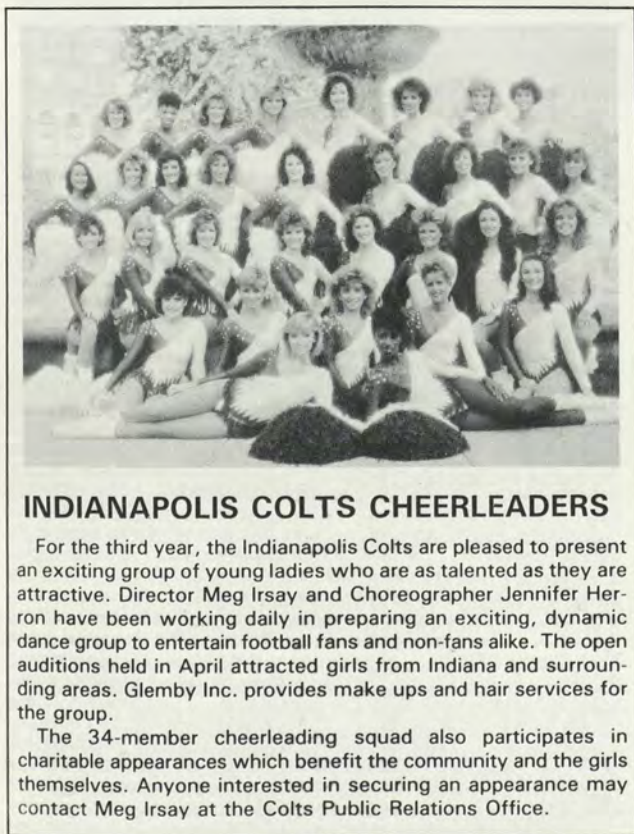 INDIANAPOLIS COLTS CHEERLEADERS
For the third year, the Indianapolis Colts are pleased to present
an exciting group of young ladies who are as talented as they are
attractive. Director Meg Irsay and Choreographer Jennifer Her-
ron have been working daily in preparing an exciting, dynamic
dance group to entertain football fans and non-fans alike. The open
auditions held in April attracted girls from Indiana and surroun-
ding areas. Glemby Inc. provides make ups and hair services for
the group.
The 34-member cheerleading squad also participates in
charitable appearances which benefit the community and the girls
themselves. Anyone interested in securing an appearance may
contact Meg Irsay at the Colts Public Relations Office.